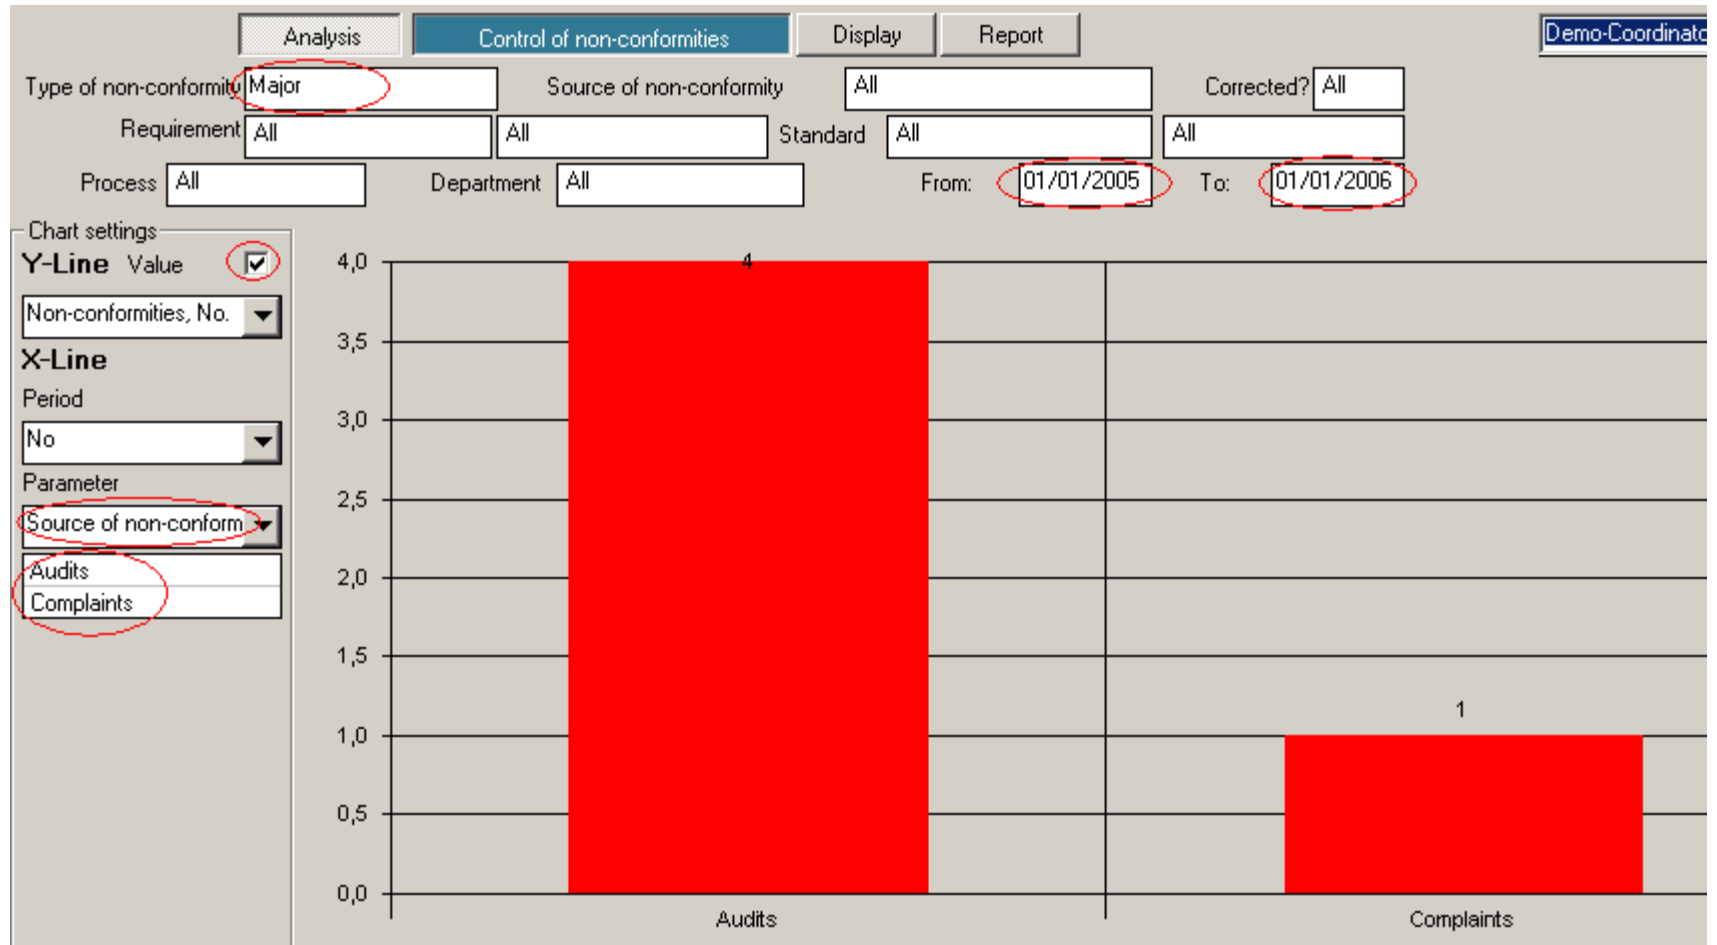 Analysis Control of non-conformities Display Report Demo-Coordinato
Type of non-conformity Major Source of non-conformity All Corrected? All
Requirement All All Standard All All
Process All Department All From: 01/01/2005 To: 01/01/2006
Chart settings
Y-Line Value
Non-conformities, No.
X-Line
Period
No
Parameter
Source of non-conform
Audits
Complaints
4,0
3,5
3,0
2,5
2,0
1,5
1,0
0,5
0,0
4
1
Audits Complaints